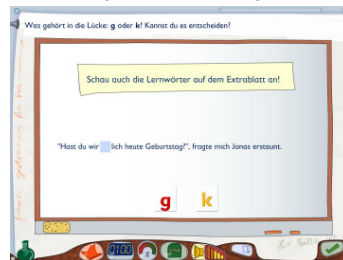 Was gehört in die Lücke: g oder k? Kannst du es entscheiden?
Schau auch die Lernwörter auf dem Extrablatt an!
"Hast du wir lich heute Geburtstag?", fragte mich Jonas erstaunt.
g k